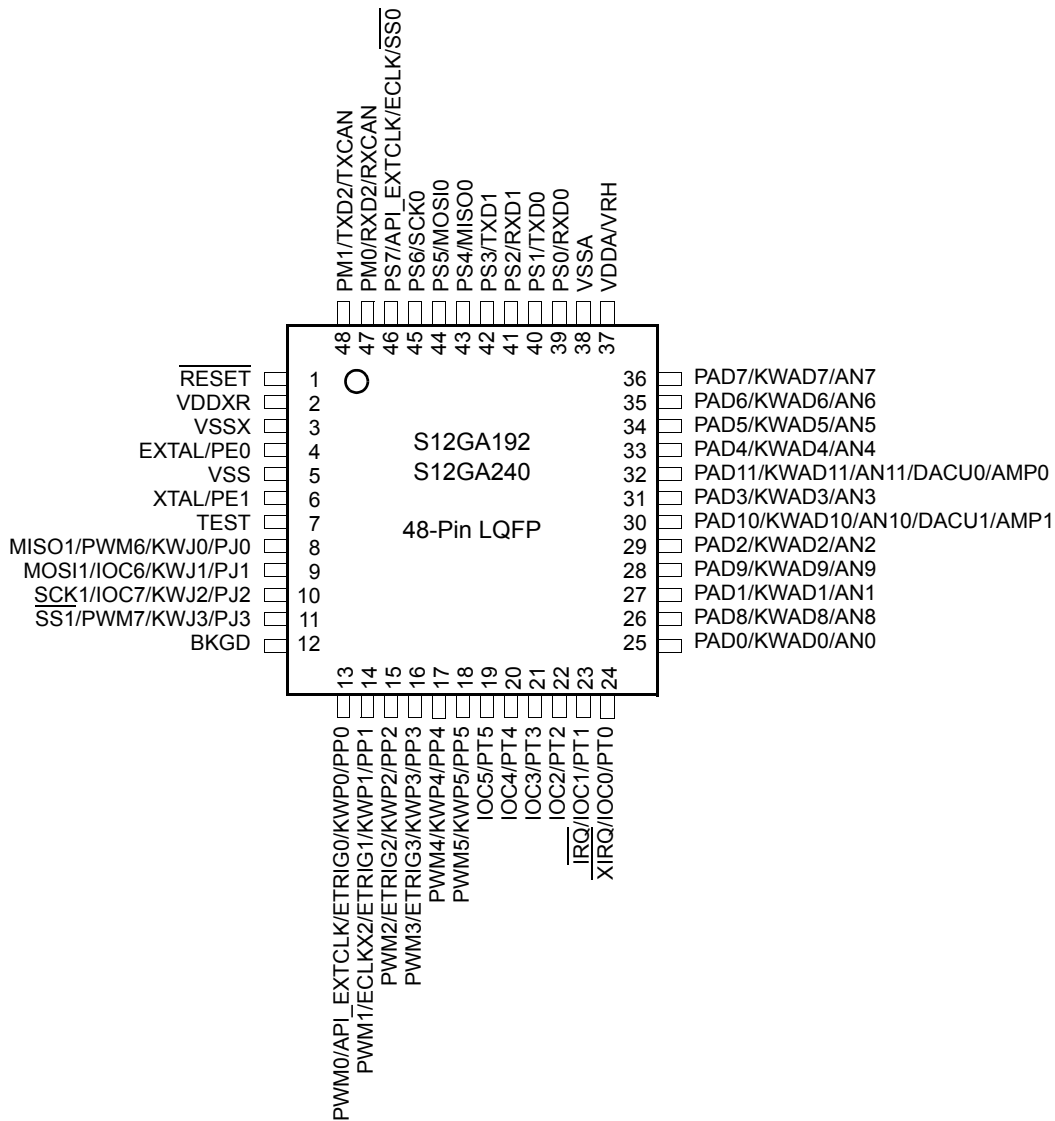 PM1/TXD2/TXCAN
PM0/RXD2/RXCAN
PS7/API_EXTCLK/ECLK/SS0
PS6/SCK0
PS5/MOSI0
PS4/MISO0
PS3/TXD1
PS2/RXD1
PS1/TXD0
PS0/RXD0
VSSA
VDDA/VRH
48
47
46
45
44
43
42
41
40
39
38
37
RESET 1
VDDXR 2
VSSX 3
EXTAL/PE0 4
VSS 5
XTAL/PE1 6
TEST 7
MISO1/PWM6/KWJ0/PJ0 8
MOSI1/IOC6/KWJ1/PJ1 9
SCK1/IOC7/KWJ2/PJ2 10
SS1/PWM7/KWJ3/PJ3 11
BKGD 12
S12GA192
S12GA240
48-Pin LQFP
36 PAD7/KWAD7/AN7
35 PAD6/KWAD6/AN6
34 PAD5/KWAD5/AN5
33 PAD4/KWAD4/AN4
32 PAD11/KWAD11/AN11/DACU0/AMP0
31 PAD3/KWAD3/AN3
30 PAD10/KWAD10/AN10/DACU1/AMP1
29 PAD2/KWAD2/AN2
28 PAD9/KWAD9/AN9
27 PAD1/KWAD1/AN1
26 PAD8/KWAD8/AN8
25 PAD0/KWAD0/AN0
13
14
15
16
17
18
19
20
21
22
23
24
PWM0/API_EXTCLK/ETRIG0/KWP0/PP0
PWM1/ECLKX2/ETRIG1/KWP1/PP1
PWM2/ETRIG2/KWP2/PP2
PWM3/ETRIG3/KWP3/PP3
PWM4/KWP4/PP4
PWM5/KWP5/PP5
IOC5/PT5
IOC4/PT4
IOC3/PT3
IOC2/PT2
IRQ/IOC1/PT1
XIRQ/IOC0/PT0